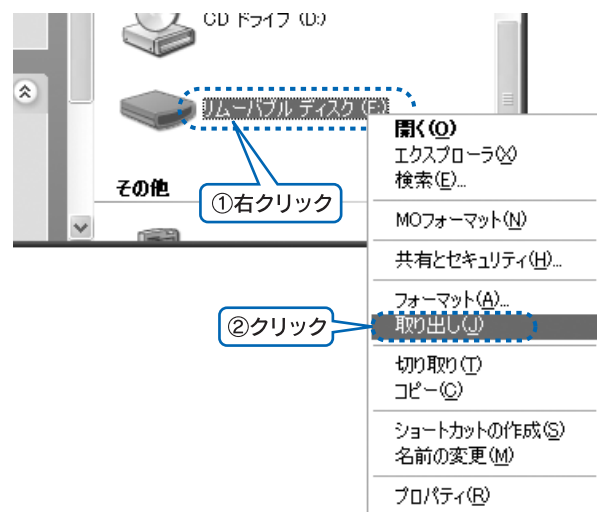 CD ドライブ (D:)
リムーバブル ディスク (E:)
その他
①右クリック
開く(O)
エクスプローラ(X)
検索(E)...
MOフォーマット(N)
共有とセキュリティ(H)...
フォーマット(A)...
②クリック
取り出し(J)
切り取り(T)
コピー(C)
ショートカットの作成(S)
名前の変更(M)
プロパティ(R)